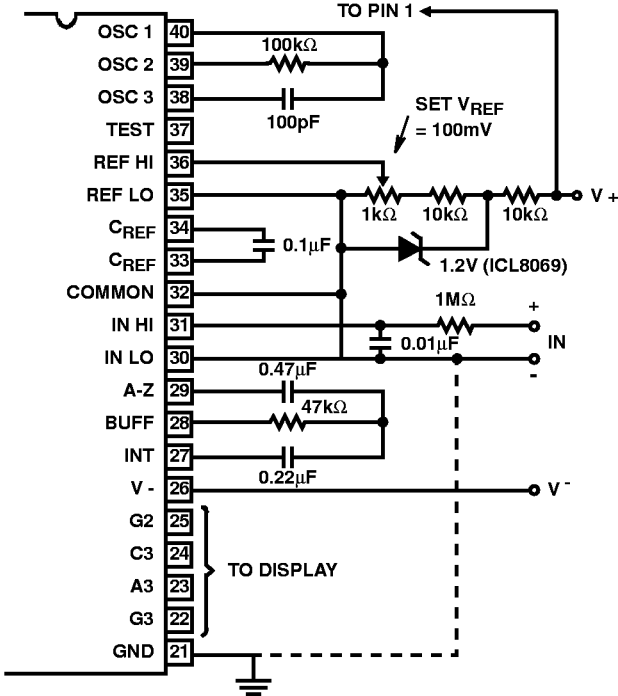 TO PIN 1
OSC 1 40
100kΩ
OSC 2 39
OSC 3 38
100pF
SET VREF
= 100mV
TEST 37
REF HI 36
REF LO 35
V +
1kΩ 10kΩ 10kΩ
CREF 34
0.1µF
CREF 33
1.2V (ICL8069)
COMMON 32
1MΩ
+
IN HI 31
0.01µF
IN
IN LO 30
-
0.47µF
A-Z 29
47kΩ
BUFF 28
INT 27
0.22µF
V - 26
V -
G2 25
C3 24
TO DISPLAY
A3 23
G3 22
GND 21